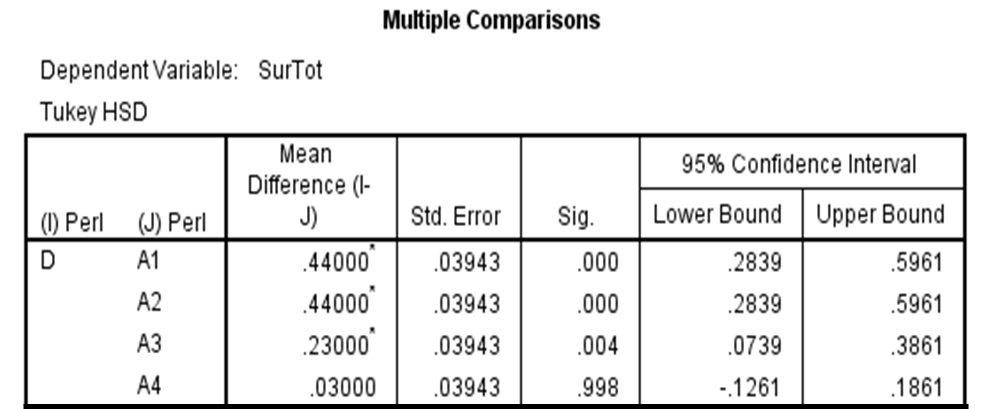 Multiple Comparisons
Dependent Variable: SurTot
Tukey HSD
(I) Perl (J) Perl Mean Difference (I-J) Std. Error Sig. 95% Confidence Interval
Lower Bound Upper Bound
D A1 .44000* .03943 .000 .2839 .5961
A2 .44000* .03943 .000 .2839 .5961
A3 .23000* .03943 .004 .0739 .3861
A4 .03000 .03943 .998 -.1261 .1861